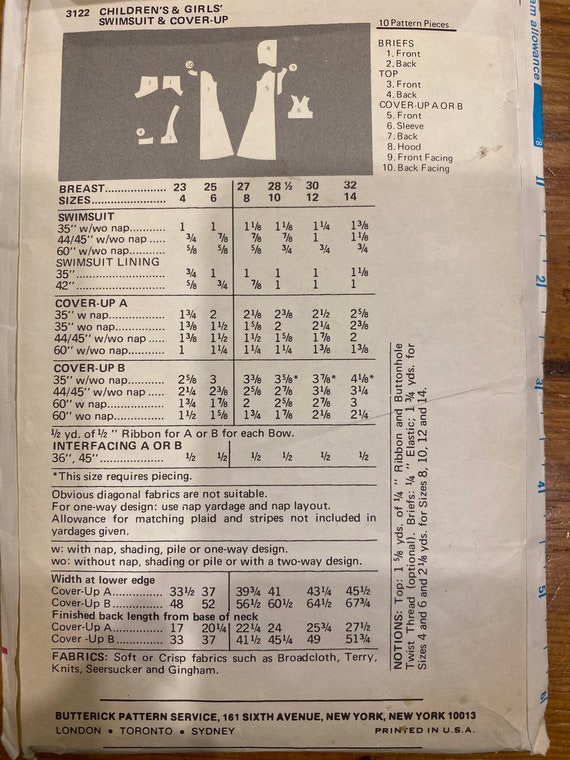 3122 CHILDREN'S & GIRLS'
SWIMSUIT & COVER-UP
10 Pattern Pieces
BRIEFS
1. Front
2. Back
TOP
3. Front
4. Back
COVER-UP A OR B
5. Front
6. Sleeve
7. Back
8. Hood
9. Front Facing
10. Back Facing
BREAST.................... 23 25 27 28 ½ 30 32
SIZES........................ 4 6 8 10 12 14
SWIMSUIT
35" w/wo nap........... 1 1 1⅛ 1⅛ 1¼ 1⅜
44/45" w/wo nap ..... ¾ ⅞ ⅞ ⅞ 1 1⅛
60" w/wo nap........... ⅝ ⅝ ⅝ ¾ ¾ ¾
SWIMSUIT LINING
35"............................ ¾ 1 1 1 1 1⅛
42"............................ ⅝ ¾ ⅞ 1 1 1
COVER-UP A
35" w nap................. 1¾ 2 2⅛ 2⅜ 2½ 2⅝
35" wo nap............... 1⅜ 1½ 1⅝ 2 2¼ 2⅜
44/45" w/wo nap ..... 1⅜ 1½ 1½ 1⅝ 1⅞ 2
60" w/wo nap........... 1 1¼ 1¼ 1¼ 1⅜ 1⅜
COVER-UP B
35" w/wo nap........... 2⅝ 3 3⅜ 3⅝* 3⅞* 4⅛*
44/45" w/wo nap ..... 2¼ 2⅜ 2⅝ 2⅞ 3⅛ 3¼
60" w nap................. 1¾ 1⅞ 2 2⅝ 2⅞ 3
60" wo nap............... 1½ 1⅝ 1¾ 1⅞ 2⅛ 2¼
½ yd. of ½" Ribbon for A or B for each Bow.
INTERFACING A OR B
36", 45".................... ½ ½ ½ ½ ½ ½
*This size requires piecing.
Obvious diagonal fabrics are not suitable.
For one-way design: use nap yardage and nap layout.
Allowance for matching plaid and stripes not included in
yardages given.
w: with nap, shading, pile or one-way design.
wo: without nap, shading or pile or with a two-way design.
Width at lower edge
Cover-Up A............... 33½ 37 39¾ 41 43¼ 45½
Cover-Up B............... 48 52 56½ 60½ 64½ 67¾
Finished back length from base of neck
Cover-Up A............... 17 20¼ 22¼ 24 25¾ 27½
Cover -Up B.............. 33 37 41½ 45¼ 49 51¾
FABRICS: Soft or Crisp fabrics such as Broadcloth, Terry,
Knits, Seersucker and Gingham.
NOTIONS: Top: 1 ⅝ yds. of ¼" Ribbon and Buttonhole
Twist Thread (optional). Briefs: ¼" Elastic; 1 ¾ yds. for
Sizes 4 and 6 and 2⅛ yds. for Sizes 8, 10, 12 and 14.
BUTTERICK PATTERN SERVICE, 161 SIXTH AVENUE, NEW YORK, NEW YORK 10013
LONDON • TORONTO • SYDNEY
PRINTED IN U.S.A.
am allowance